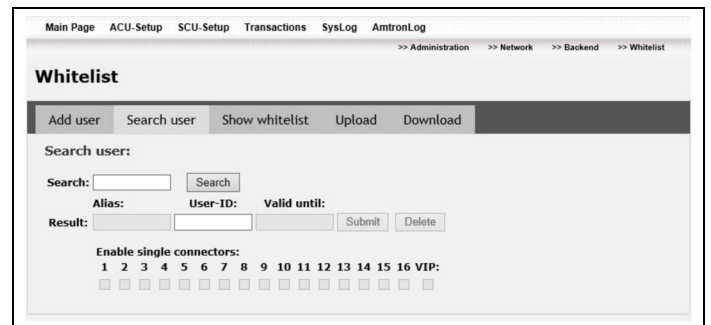 Main Page ACU-Setup SCU-Setup Transactions SysLog AmtronLog
>> Administration >> Network >> Backend >> Whitelist
Whitelist
Add user Search user Show whitelist Upload Download
Search user:
Search: Search
Alias: User-ID: Valid until:
Result: Submit Delete
Enable single connectors:
1 2 3 4 5 6 7 8 9 10 11 12 13 14 15 16 VIP: